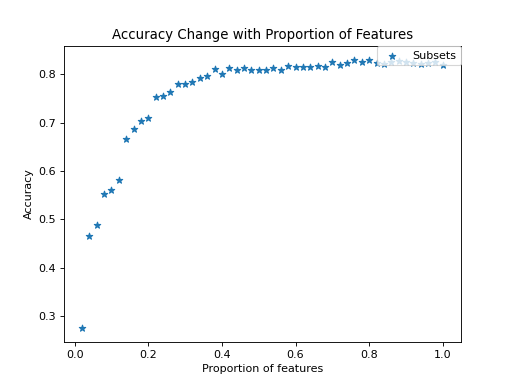 Accuracy Change with Proportion of Features
Subsets
Accuracy
0.8
0.7
0.6
0.5
0.4
0.3
0.0 0.2 0.4 0.6 0.8 1.0
Proportion of features